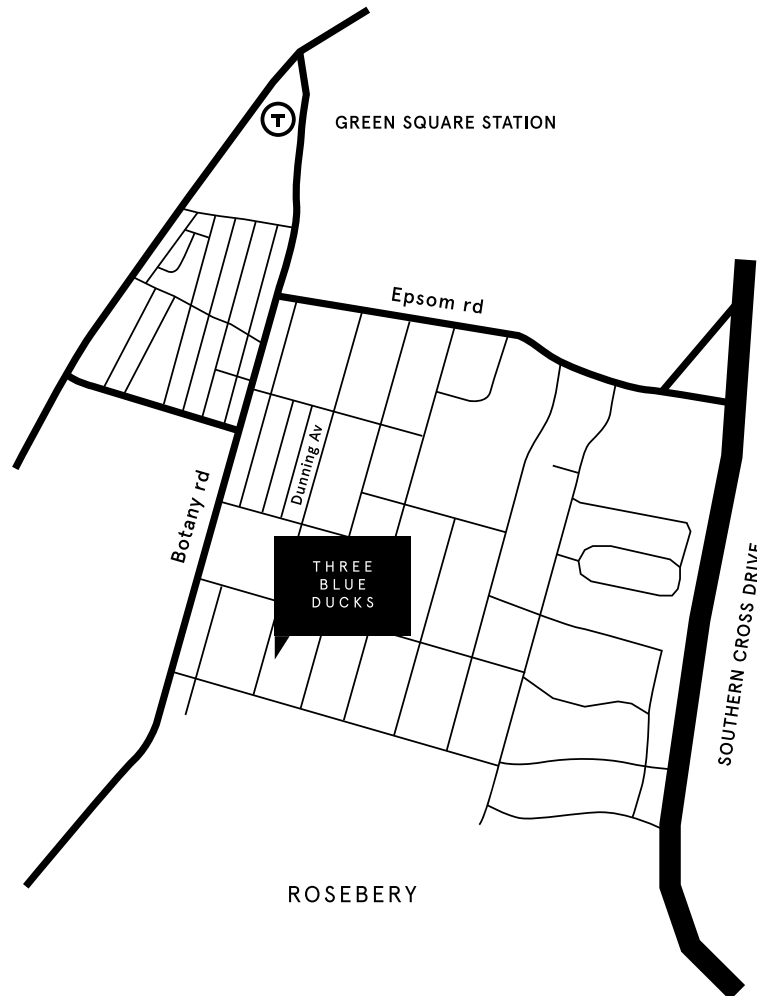 T
GREEN SQUARE STATION
Epsom rd
Dunning Av
Botany rd
THREE
BLUE
DUCKS
SOUTHERN CROSS DRIVE
ROSEBERY